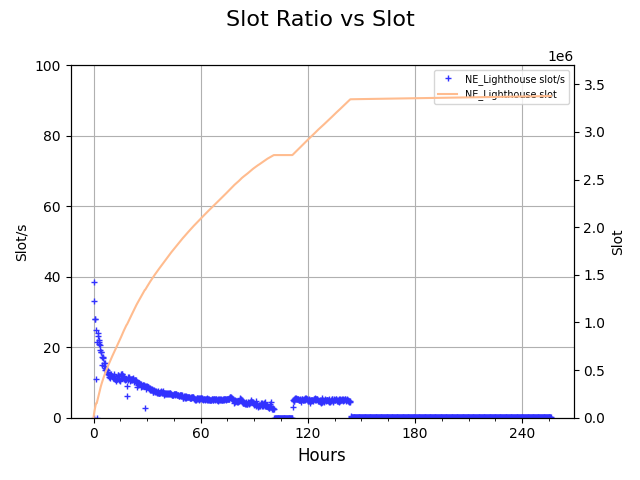 Slot Ratio vs Slot
1e6
NE_Lighthouse slot/s
NE_Lighthouse slot
Slot/s
100
80
60
40
20
0
3.5
3.0
2.5
2.0
1.5
1.0
0.5
0.0
Slot
0 60 120 180 240
Hours